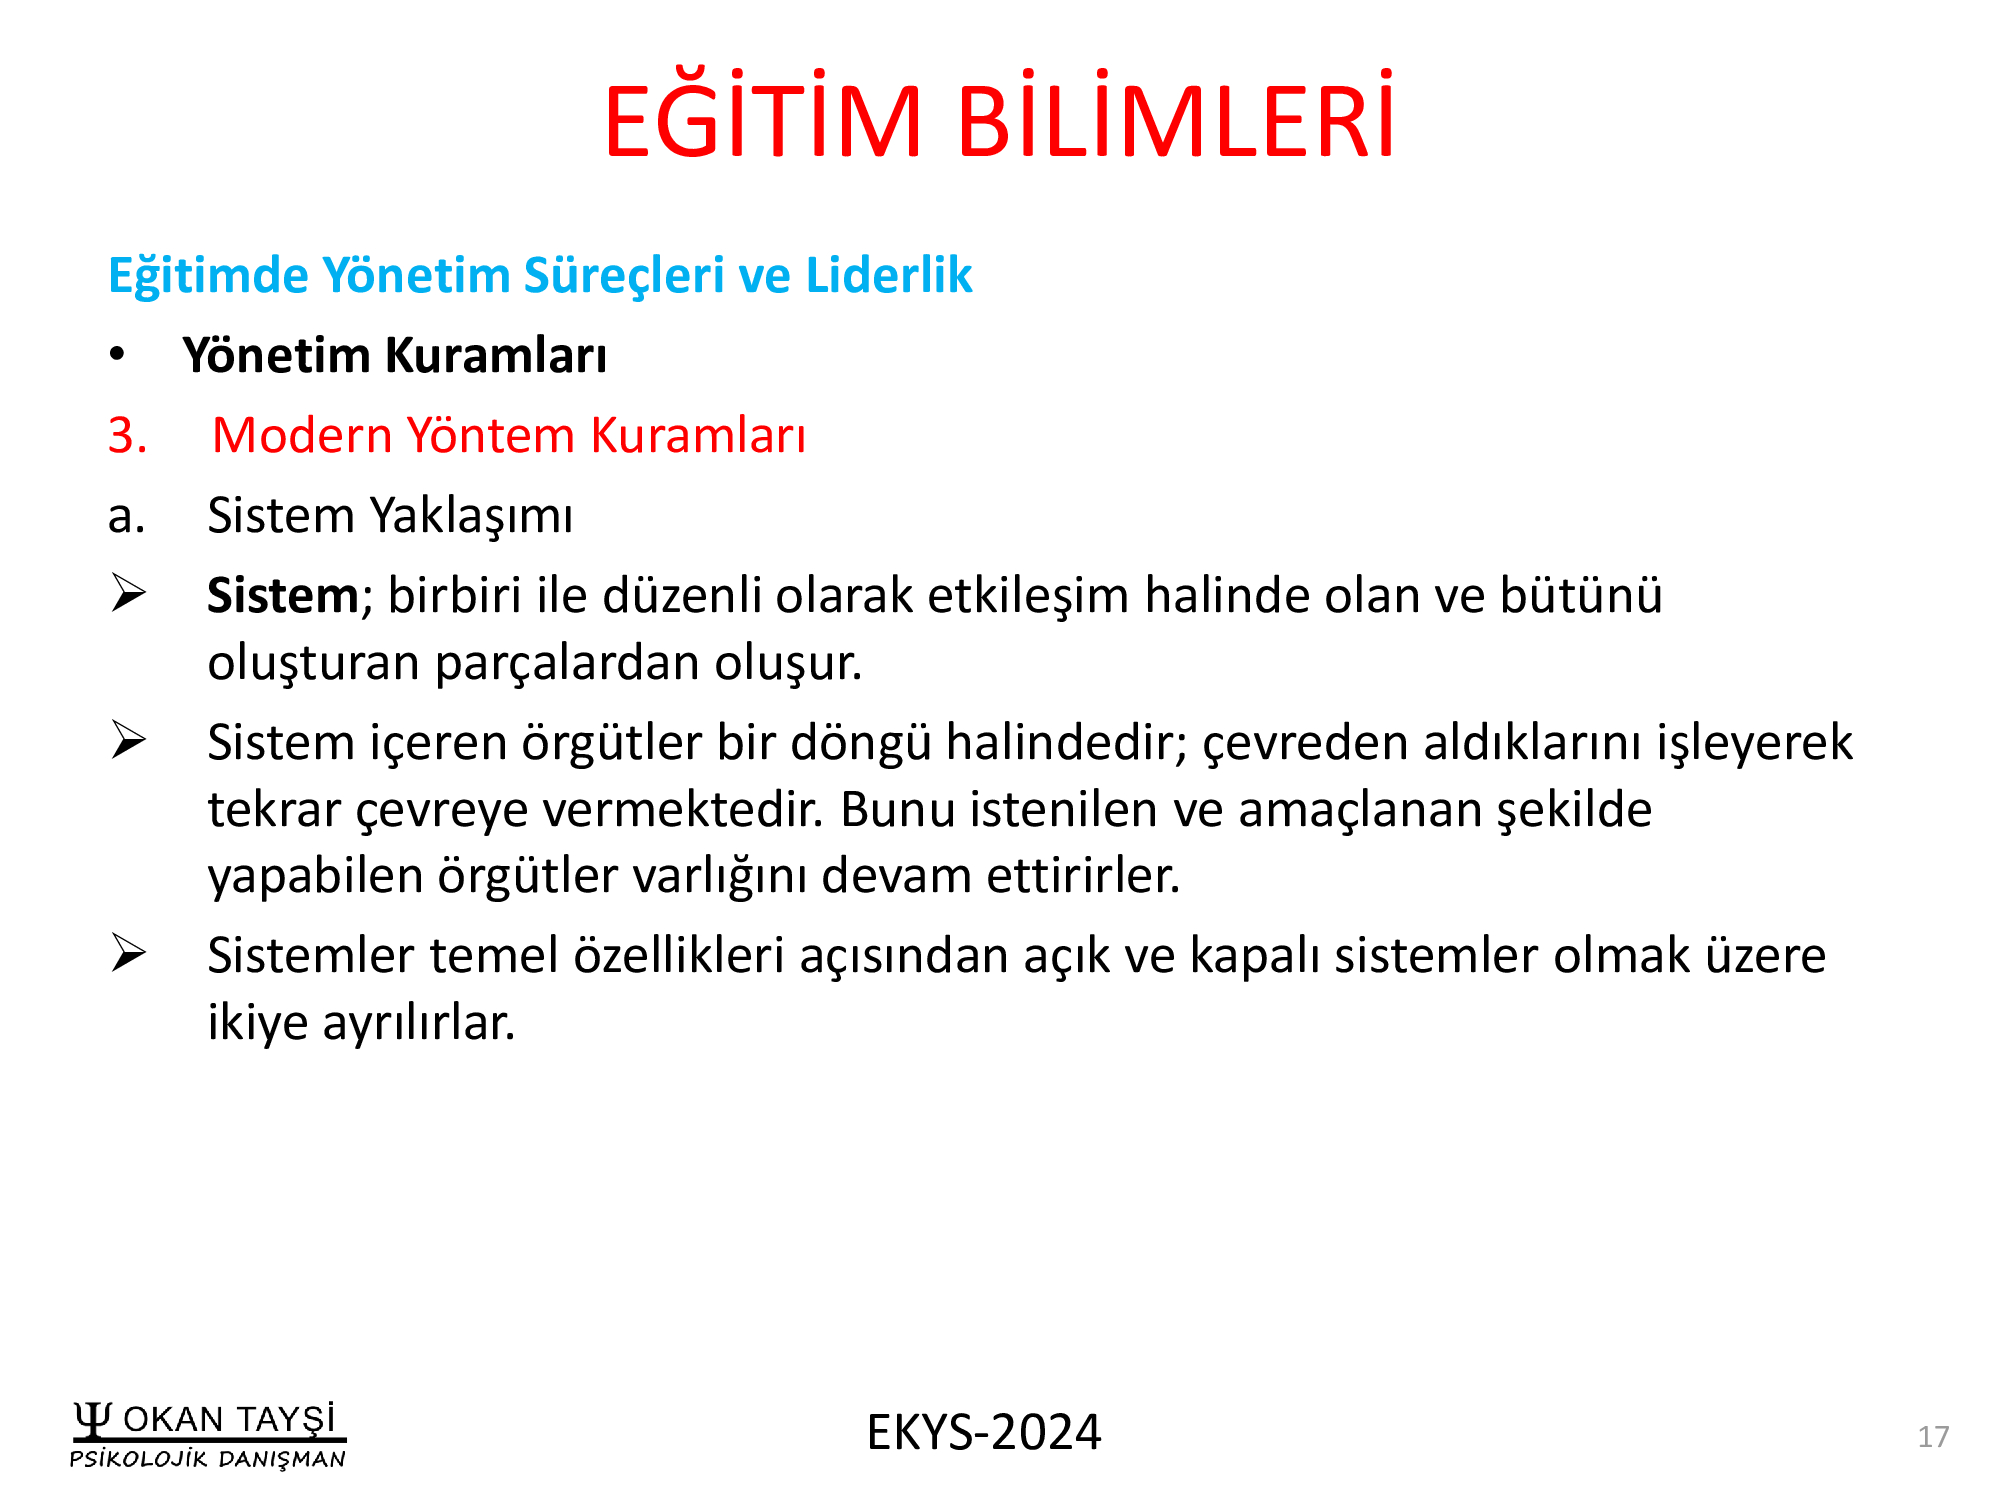 EĞİTİM BİLİMLERİ
Eğitimde Yönetim Süreçleri ve Liderlik
• Yönetim Kuramları
3. Modern Yöntem Kuramları
a. Sistem Yaklaşımı
➢ Sistem; birbiri ile düzenli olarak etkileşim halinde olan ve bütünü
oluşturan parçalardan oluşur.
➢ Sistem içeren örgütler bir döngü halindedir; çevreden aldıklarını işleyerek
tekrar çevreye vermektedir. Bunu istenilen ve amaçlanan şekilde
yapabilen örgütler varlığını devam ettirirler.
➢ Sistemler temel özellikleri açısından açık ve kapalı sistemler olmak üzere
ikiye ayrılırlar.
Ψ OKAN TAYŞİ
PSİKOLOJİK DANIŞMAN
EKYS-2024
17